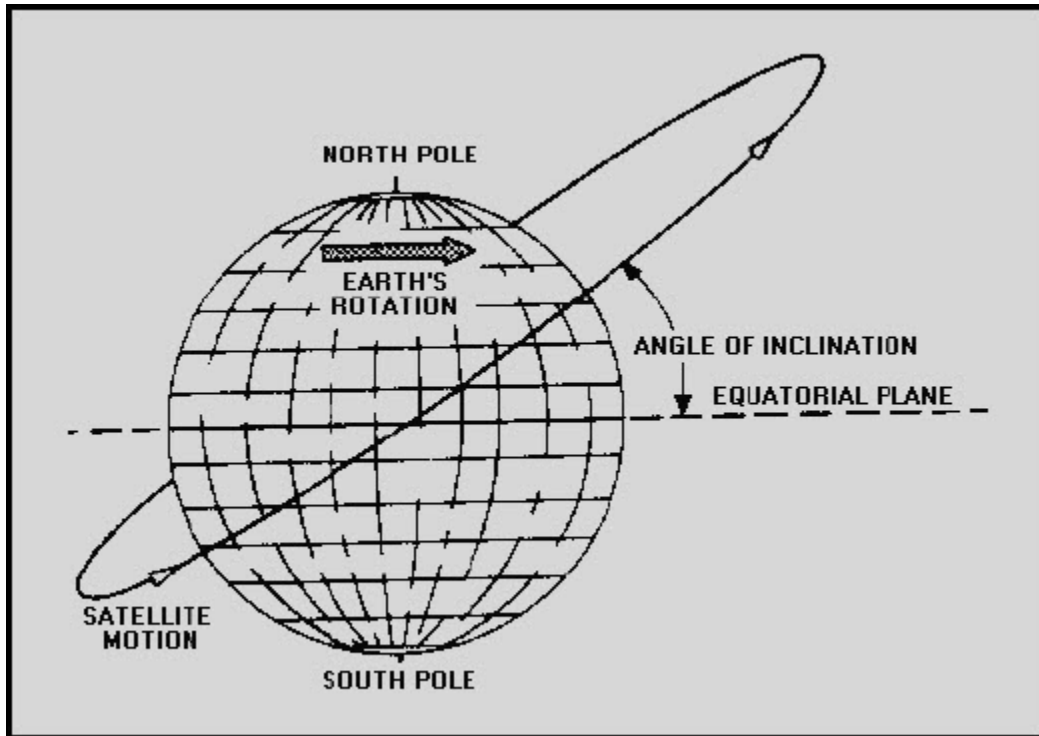 NORTH POLE
EARTH'S
ROTATION
ANGLE OF INCLINATION
EQUATORIAL PLANE
SATELLITE
MOTION
SOUTH POLE